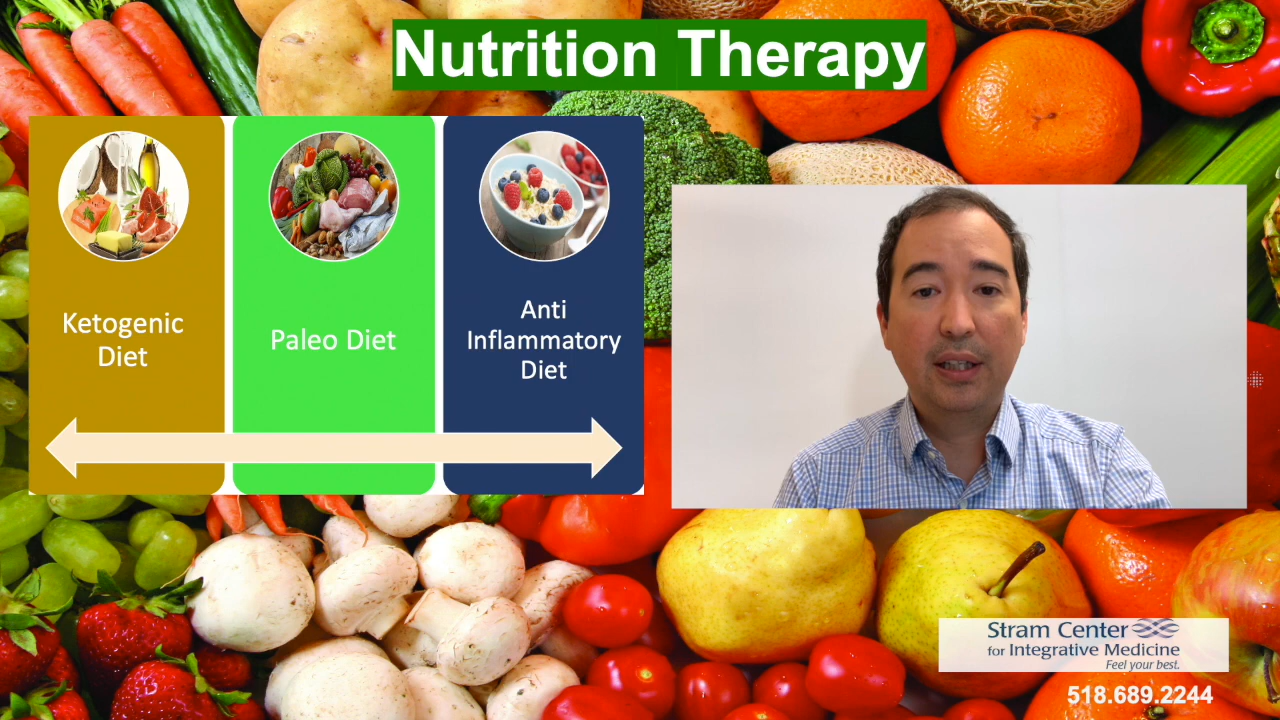 Nutrition Therapy
Ketogenic
Diet
Paleo Diet
Anti
Inflammatory
Diet
Stram Center
for Integrative Medicine
Feel your best.
518.689.2244